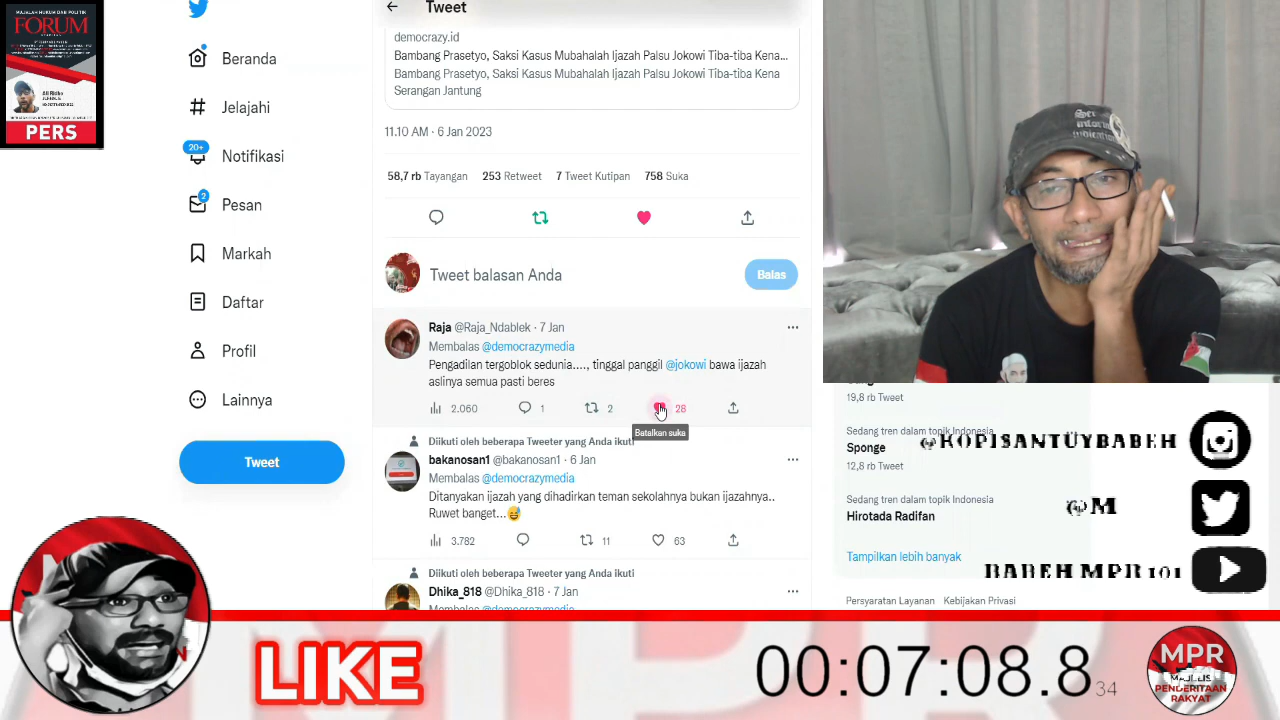 FORUM
PERS
Beranda
Jelajahi
20+
Notifikasi
2
Pesan
Markah
Daftar
Profil
Lainnya
Tweet
Tweet
democrazy.id
Bambang Prasetyo, Saksi Kasus Mubahalah Ijazah Palsu Jokowi Tiba-tiba Kena...
Bambang Prasetyo, Saksi Kasus Mubahalah Ijazah Palsu Jokowi Tiba-tiba Kena
Serangan Jantung
11.10 AM · 6 Jan 2023
58,7 rb Tayangan 253 Retweet 7 Tweet Kutipan 758 Suka
Tweet balasan Anda
Balas
Raja @Raja_Ndablek · 7 Jan
Membalas @democrazymedia
Pengadilan tergoblok sedunia...., tinggal panggil @jokowi bawa ijazah
aslinya semua pasti beres
2.060 1 2 28
Batalkan suka
Diikuti oleh beberapa Tweeter yang Anda ikuti
bakanosan1 @bakanosan1 · 6 Jan
Membalas @democrazymedia
Ditanyakan ijazah yang dihadirkan teman sekolahnya bukan ijazahnya..
Ruwet banget...😅
3.782 11 63
Diikuti oleh beberapa Tweeter yang Anda ikuti
Dhika_818 @Dhika_818 · 7 Jan
Membalas @democrazymedia
19,8 rb Tweet
Sedang tren dalam topik Indonesia
Sponge
12,8 rb Tweet
Sedang tren dalam topik Indonesia
Hirotada Radifan
Tampilkan lebih banyak
Persyaratan Layanan Kebijakan Privasi
@KOPISANTUYBABEH
@M
BABEH MPR 101
LIKE
00:07:08.8
34
MPR
MAJELIS
PENDERITAAN
RAKYAT